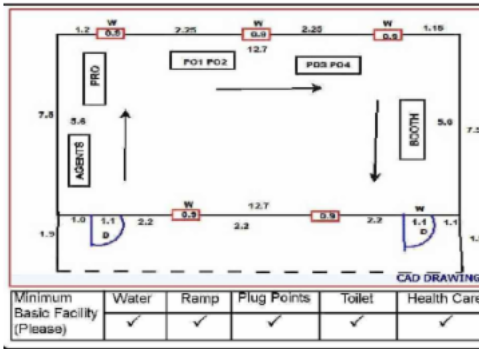 W W W
1.2 0.9 2.25 0.9 2.25 0.9 1.15
12.7
PRO
PO1 PO2
PO3 PO4
7.5
5.6
AGENTS
BOOTH
5.9
12.7
W W
1.0 1.1 2.2 0.9 2.2 0.9 2.2 1.1 1.1
D D
1.9
CAD DRAWING
Minimum Basic Facility (Please)
Water Ramp Plug Points Toilet Health Care
✓ ✓ ✓ ✓ ✓